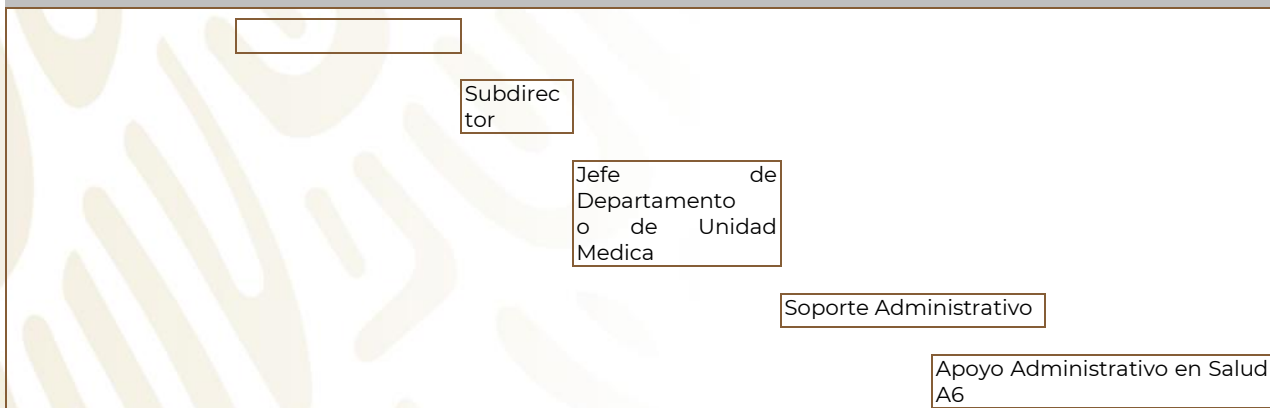 Subdirec
tor
Jefe de
Departamento
o de Unidad
Medica
Soporte Administrativo
Apoyo Administrativo en Salud
A6